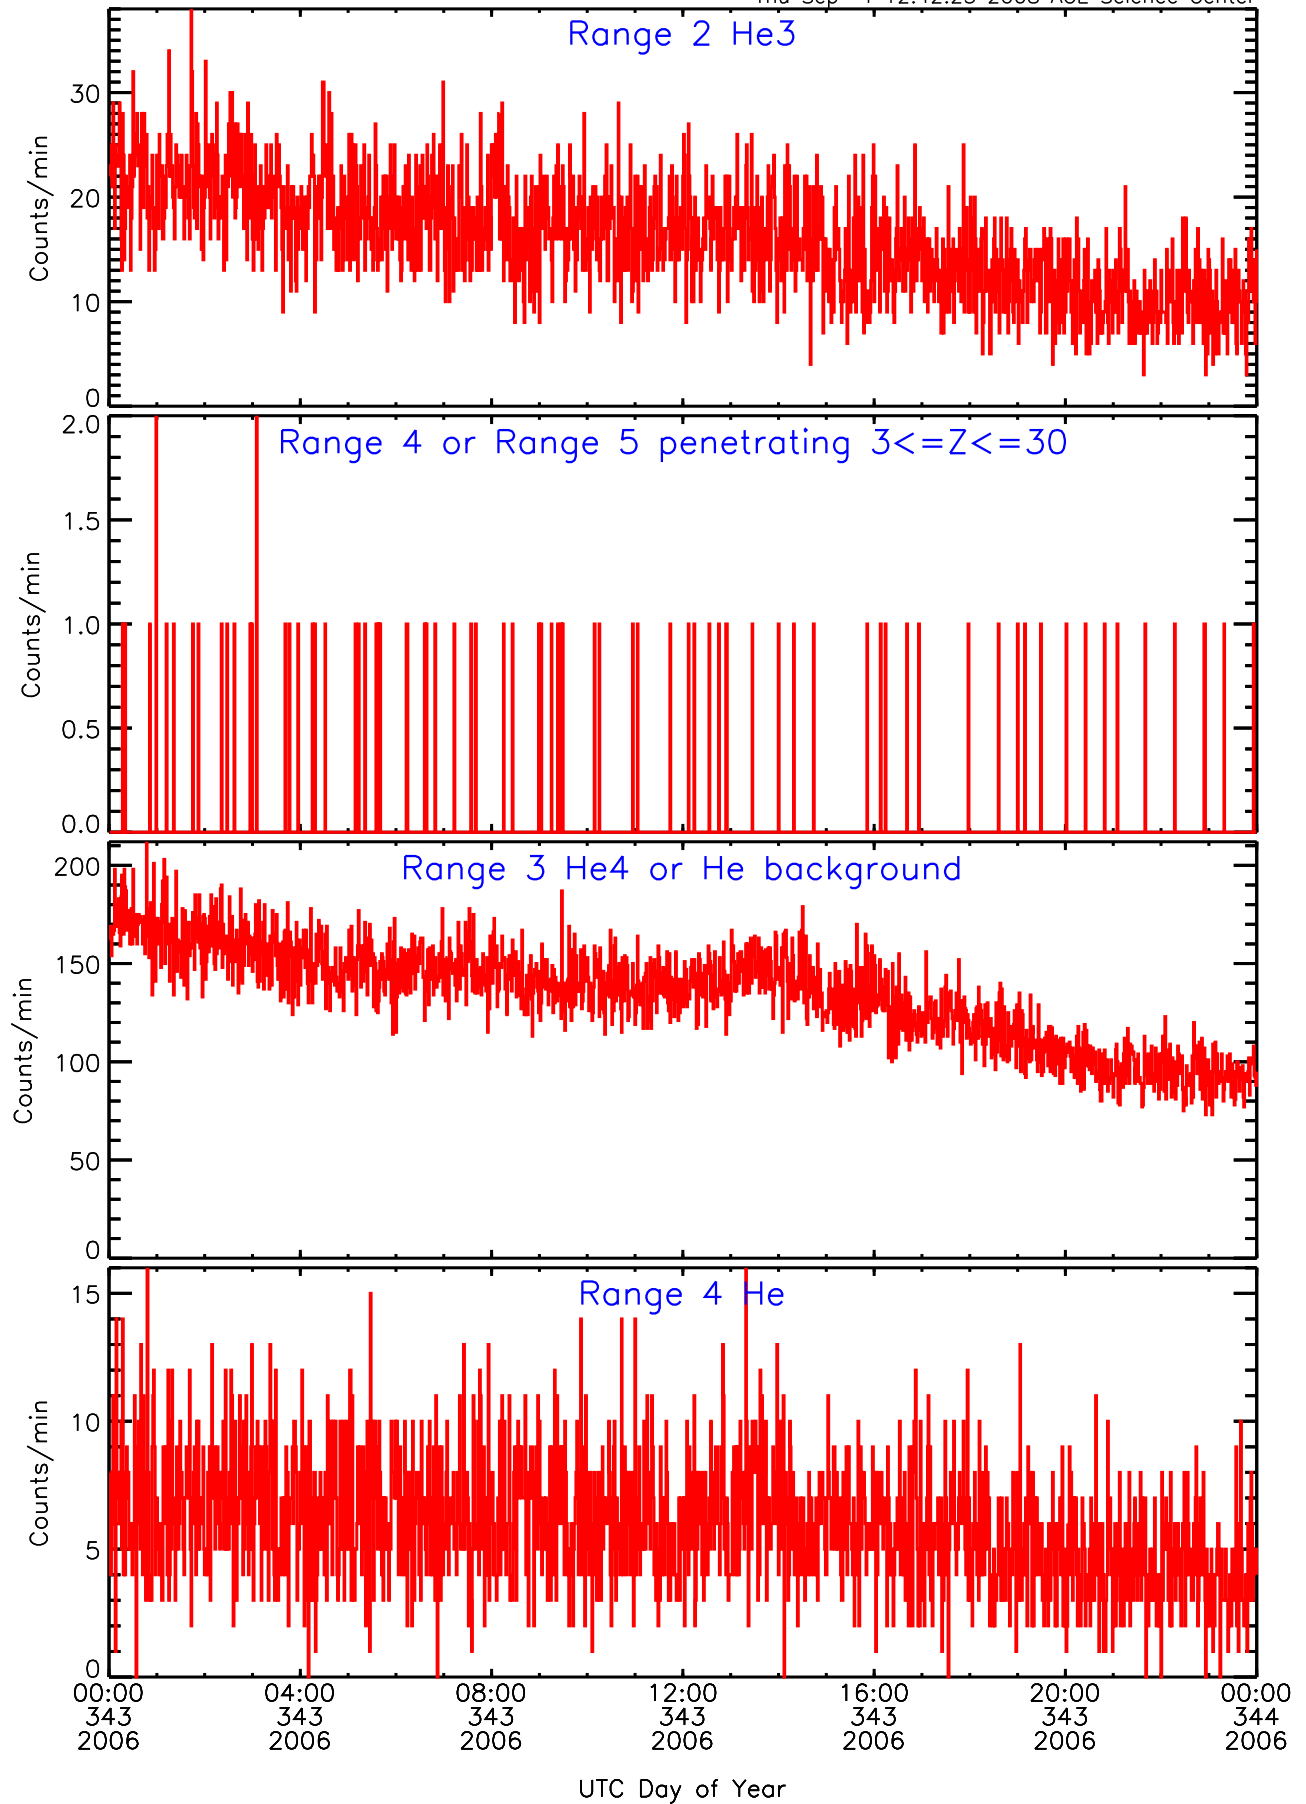 Range 2 He3
30
20
10
0
Counts/min
Range 4 or Range 5 penetrating 3<=Z<=30
2.0
1.5
1.0
0.5
0.0
Counts/min
Range 3 He4 or He background
200
150
100
50
0
Counts/min
Range 4 He
15
10
5
0
Counts/min
00:00 04:00 08:00 12:00 16:00 20:00 00:00
343 343 343 343 343 343 344
2006 2006 2006 2006 2006 2006 2006
UTC Day of Year